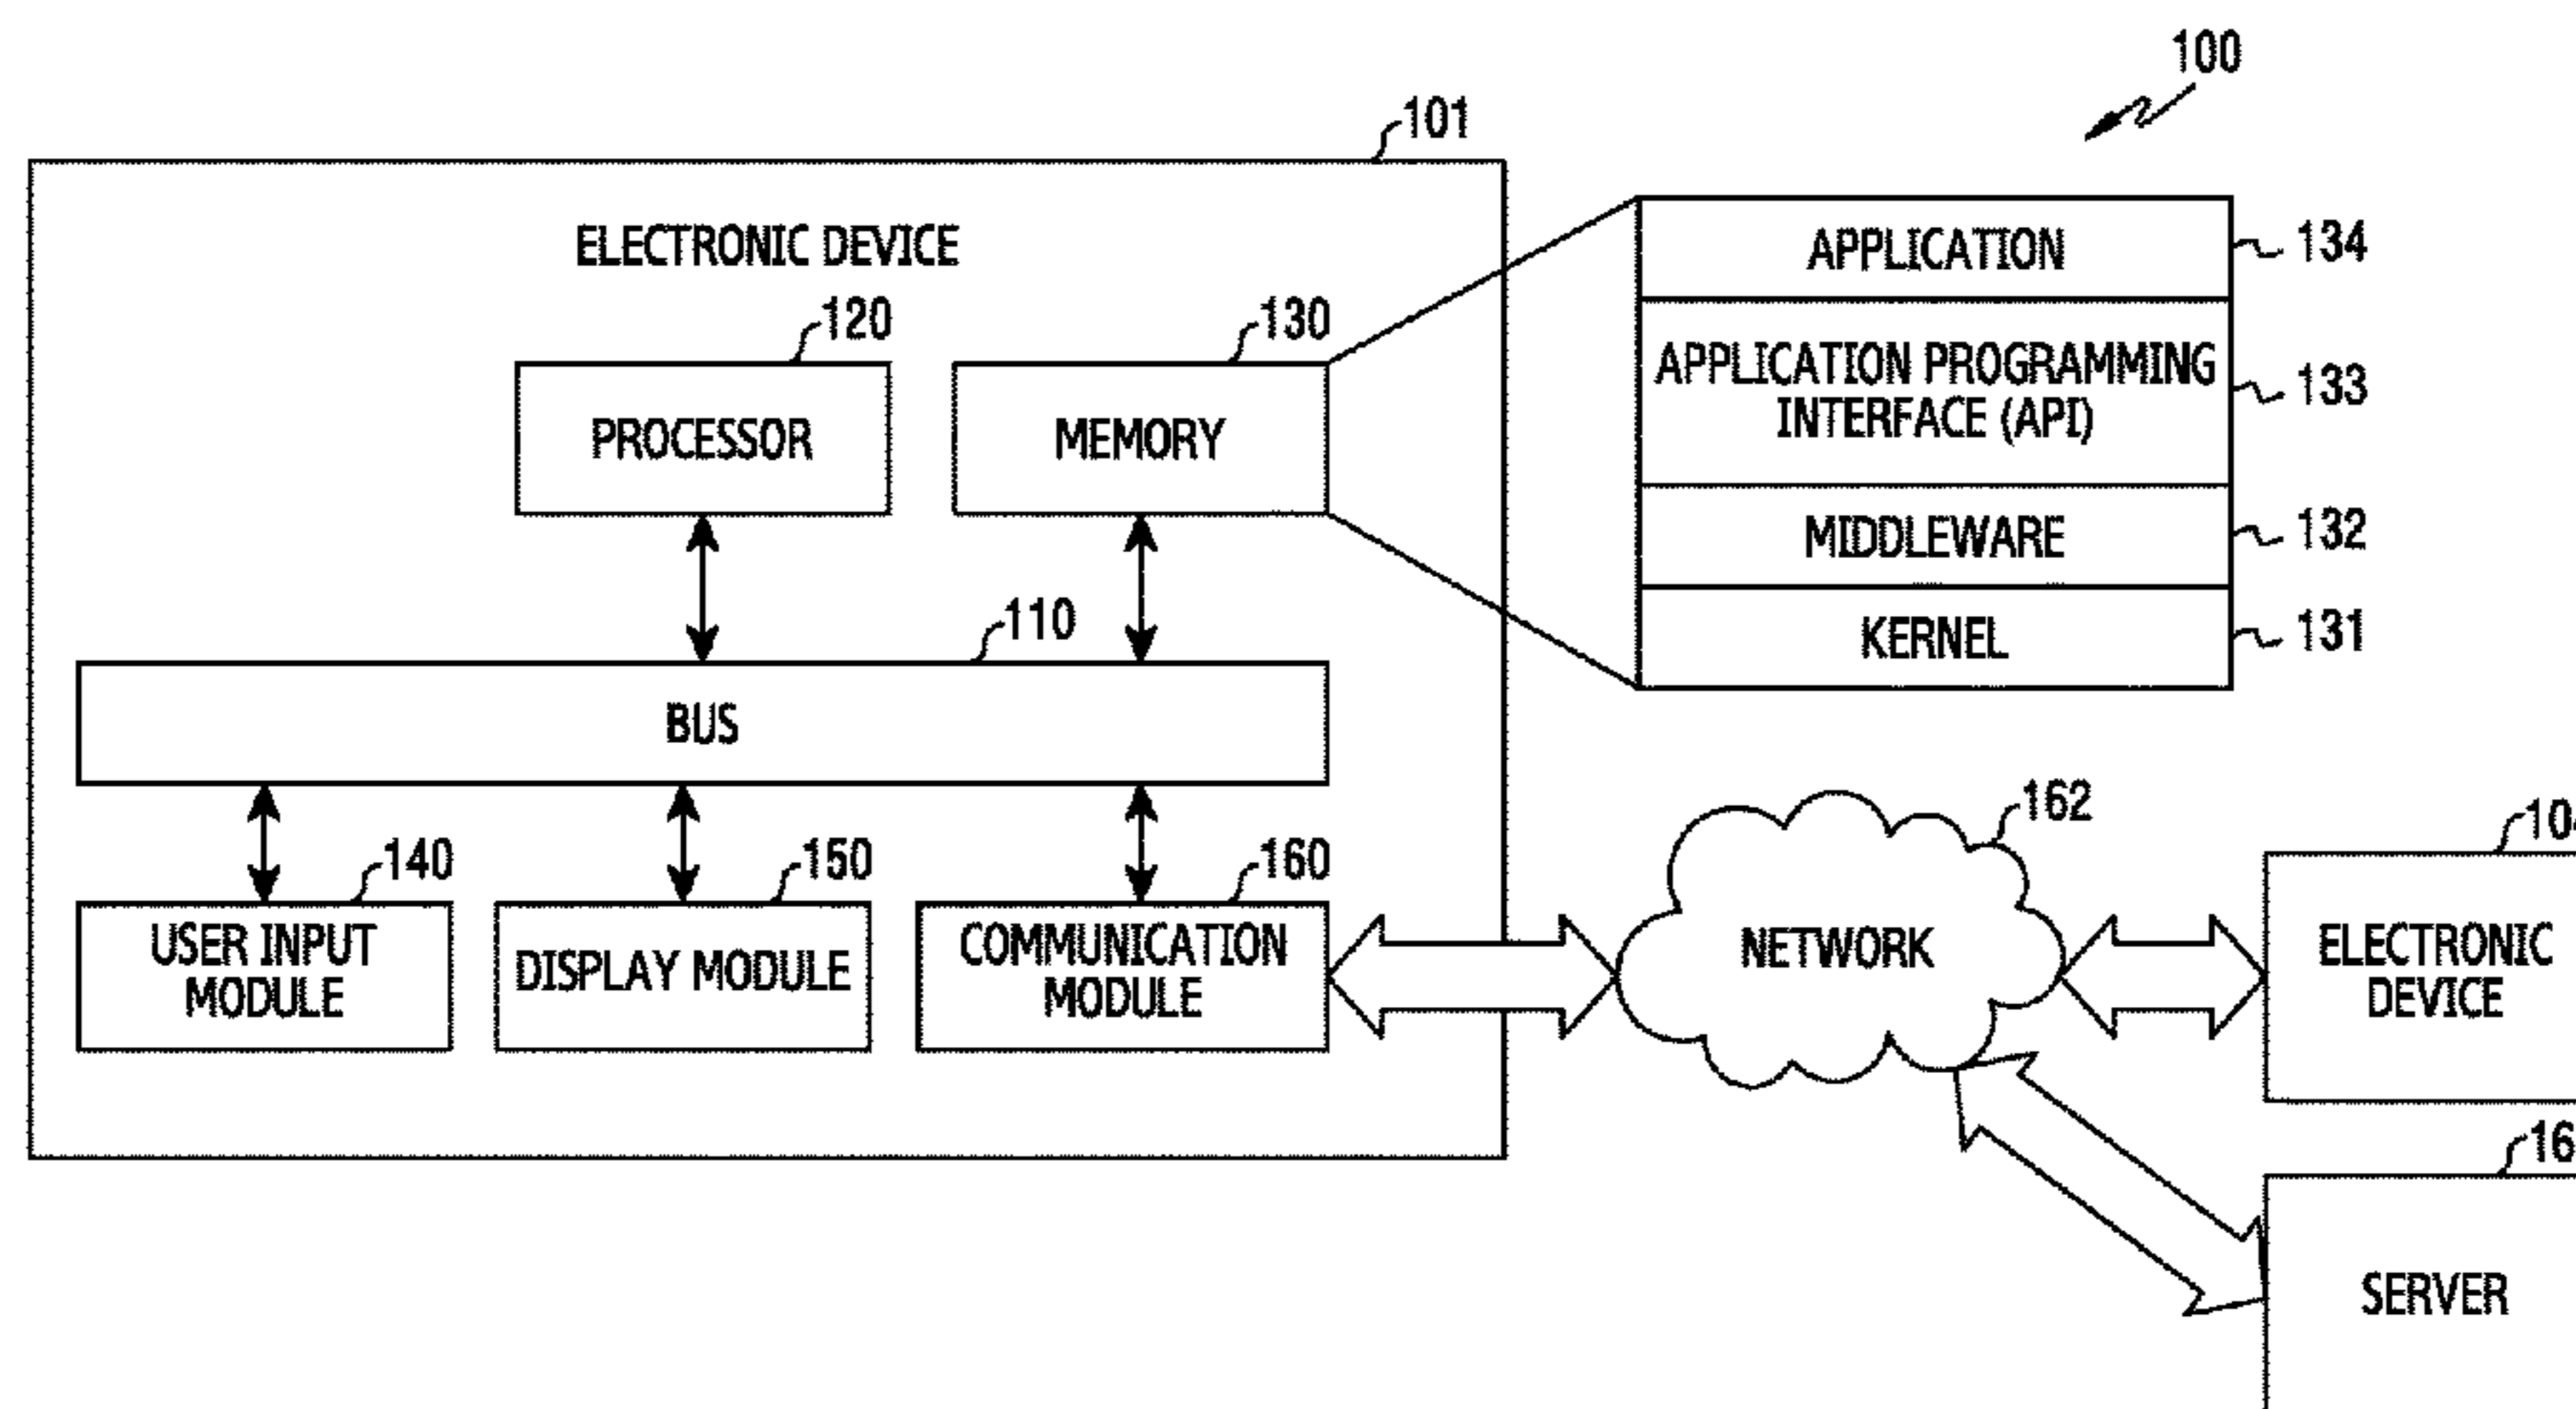 100
101
ELECTRONIC DEVICE
120
PROCESSOR
130
MEMORY
110
BUS
140
USER INPUT
MODULE
150
DISPLAY MODULE
160
COMMUNICATION
MODULE
APPLICATION
134
APPLICATION PROGRAMMING
INTERFACE (API)
133
MIDDLEWARE
132
KERNEL
131
162
NETWORK
ELECTRONIC
DEVICE
SERVER